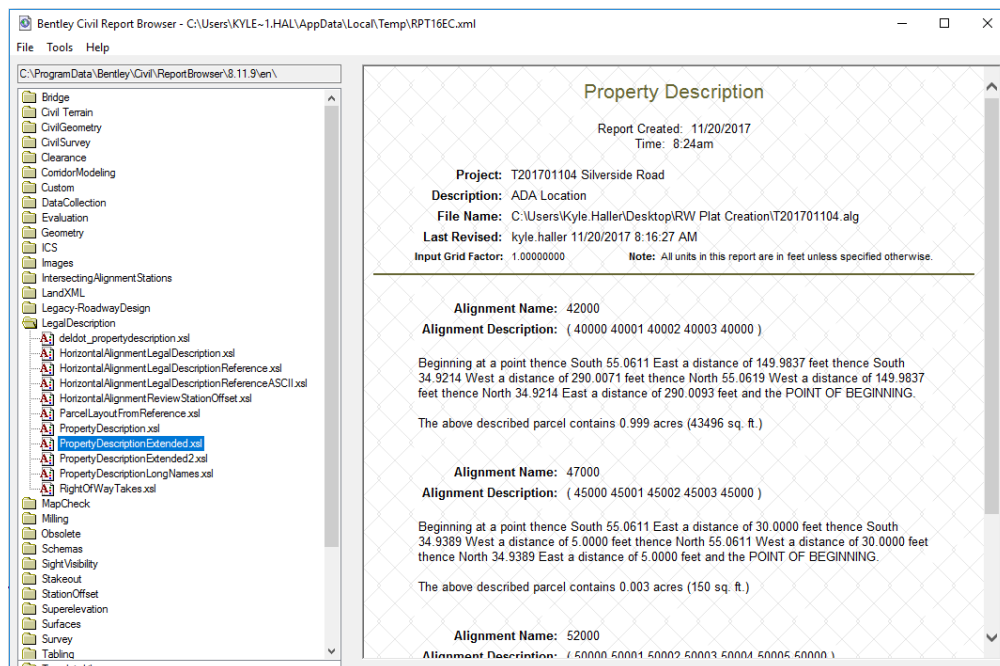 Bentley Civil Report Browser - C:\Users\KYLE~1.HAL\AppData\Local\Temp\RPT16EC.xml
File Tools Help
C:\ProgramData\Bentley\Civil\ReportBrowser\8.11.9\en\
Bridge
Civil Terrain
CivilGeometry
CivilSurvey
Clearance
CorridorModeling
Custom
DataCollection
Evaluation
Geometry
ICS
Images
IntersectingAlignmentStations
LandXML
Legacy-RoadwayDesign
LegalDescription
deldot_propertydescription.xsl
HorizontalAlignmentLegalDescription.xsl
HorizontalAlignmentLegalDescriptionReference.xsl
HorizontalAlignmentLegalDescriptionReferenceASCII.xsl
HorizontalAlignmentReviewStationOffset.xsl
ParcelLayoutFromReference.xsl
PropertyDescription.xsl
PropertyDescriptionExtended.xsl
PropertyDescriptionExtended2.xsl
PropertyDescriptionLongNames.xsl
RightOfWayTakes.xsl
MapCheck
Milling
Obsolete
Schemas
SightVisibility
Stakeout
StationOffset
Superelevation
Surfaces
Survey
Tabling
Property Description
Report Created: 11/20/2017
Time: 8:24am
Project: T201701104 Silverside Road
Description: ADA Location
File Name: C:\Users\Kyle.Haller\Desktop\RW Plat Creation\T201701104.alg
Last Revised: kyle.haller 11/20/2017 8:16:27 AM
Input Grid Factor: 1.00000000 Note: All units in this report are in feet unless specified otherwise.
Alignment Name: 42000
Alignment Description: ( 40000 40001 40002 40003 40000 )
Beginning at a point thence South 55.0611 East a distance of 149.9837 feet thence South
34.9214 West a distance of 290.0071 feet thence North 55.0619 West a distance of 149.9837
feet thence North 34.9214 East a distance of 290.0093 feet and the POINT OF BEGINNING.
The above described parcel contains 0.999 acres (43496 sq. ft.)
Alignment Name: 47000
Alignment Description: ( 45000 45001 45002 45003 45000 )
Beginning at a point thence South 55.0611 East a distance of 30.0000 feet thence South
34.9389 West a distance of 5.0000 feet thence North 55.0611 West a distance of 30.0000 feet
thence North 34.9389 East a distance of 5.0000 feet and the POINT OF BEGINNING.
The above described parcel contains 0.003 acres (150 sq. ft.)
Alignment Name: 52000
Alignment Description: ( 50000 50001 50002 50003 50004 50005 50000 )